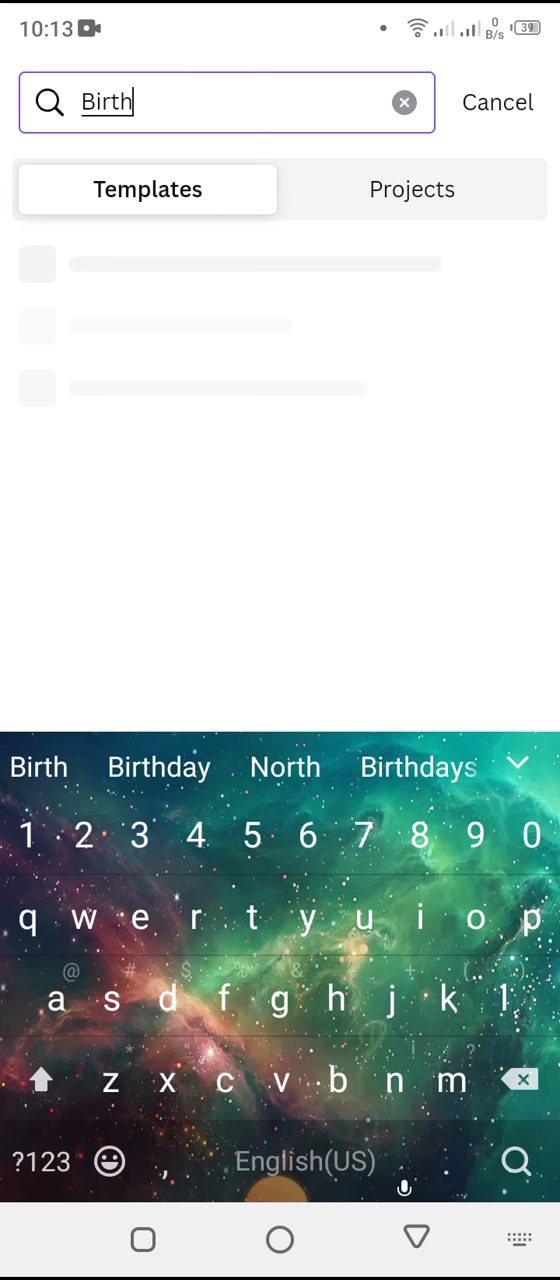 10:13 0 B/s 39
Birth Cancel
Templates Projects
Birth Birthday North Birthdays
1 2 3 4 5 6 7 8 9 0
q w e r t y u i o p
@ # $ % & + ( )
a s d f g h j k l
* " ! ?
z x c v b n m
?123 , English(US)